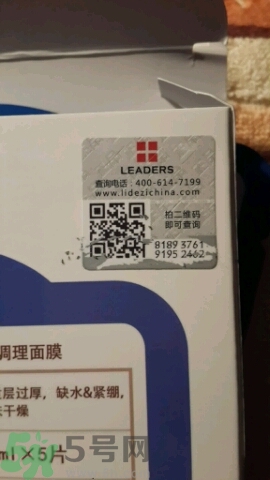 LEADERS
查询电话:400-614-7199
www.lidezichina.com
拍二维码
即可查询
8189 3761
9195 2462
调理面膜
层过厚，缺水&紧绷，
干燥
ml×5片
5号网